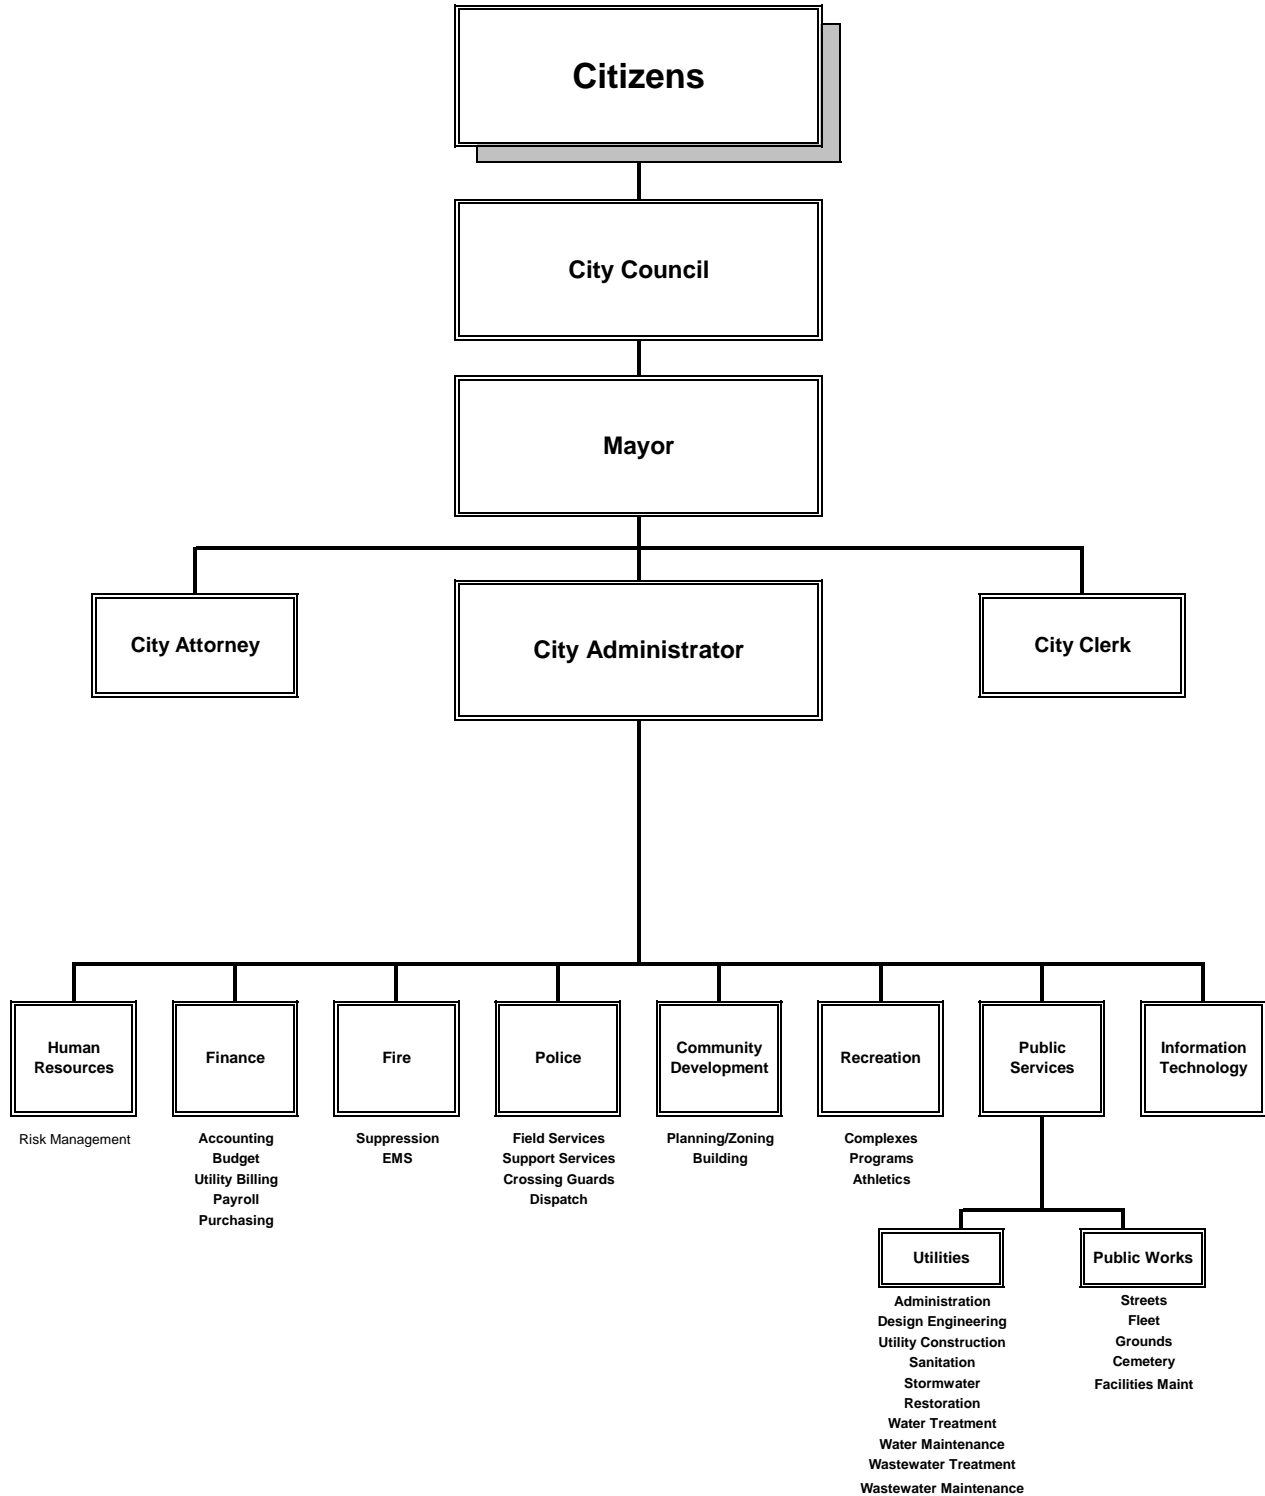 Citizens
City Council
Mayor
City Attorney
City Administrator
City Clerk
Human
Resources
Finance
Fire
Police
Community
Development
Recreation
Public
Services
Information
Technology
Risk Management
Accounting
Budget
Utility Billing
Payroll
Purchasing
Suppression
EMS
Field Services
Support Services
Crossing Guards
Dispatch
Planning/Zoning
Building
Complexes
Programs
Athletics
Utilities
Administration
Design Engineering
Utility Construction
Sanitation
Stormwater
Restoration
Water Treatment
Water Maintenance
Wastewater Treatment
Wastewater Maintenance
Public Works
Streets
Fleet
Grounds
Cemetery
Facilities Maint